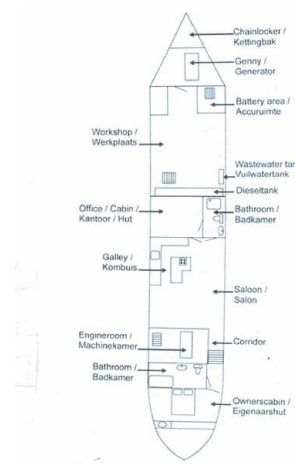 Chainlocker /
Kettingbak
Genny /
Generator
Battery area /
Accuruimte
Workshop /
Werkplaats
Wastewater tan
Vuilwatertank
Dieseltank
Office / Cabin /
Kantoor / Hut
Bathroom /
Badkamer
Galley /
Kombuis
Saloon /
Salon
Engineroom /
Machinekamer
Corridor
Bathroom /
Badkamer
Ownerscabin /
Eigenaarshut